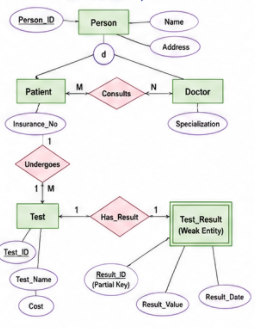 Person_ID
Person
Name
Address
d
Patient
M
Consults
N
Doctor
Insurance_No
Specialization
1
Undergoes
1
M
Test
1
Has_Result
1
Test_Result
(Weak Entity)
Test_ID
Test_Name
Cost
Result_ID
(Partial Key)
Result_Value
Result_Date